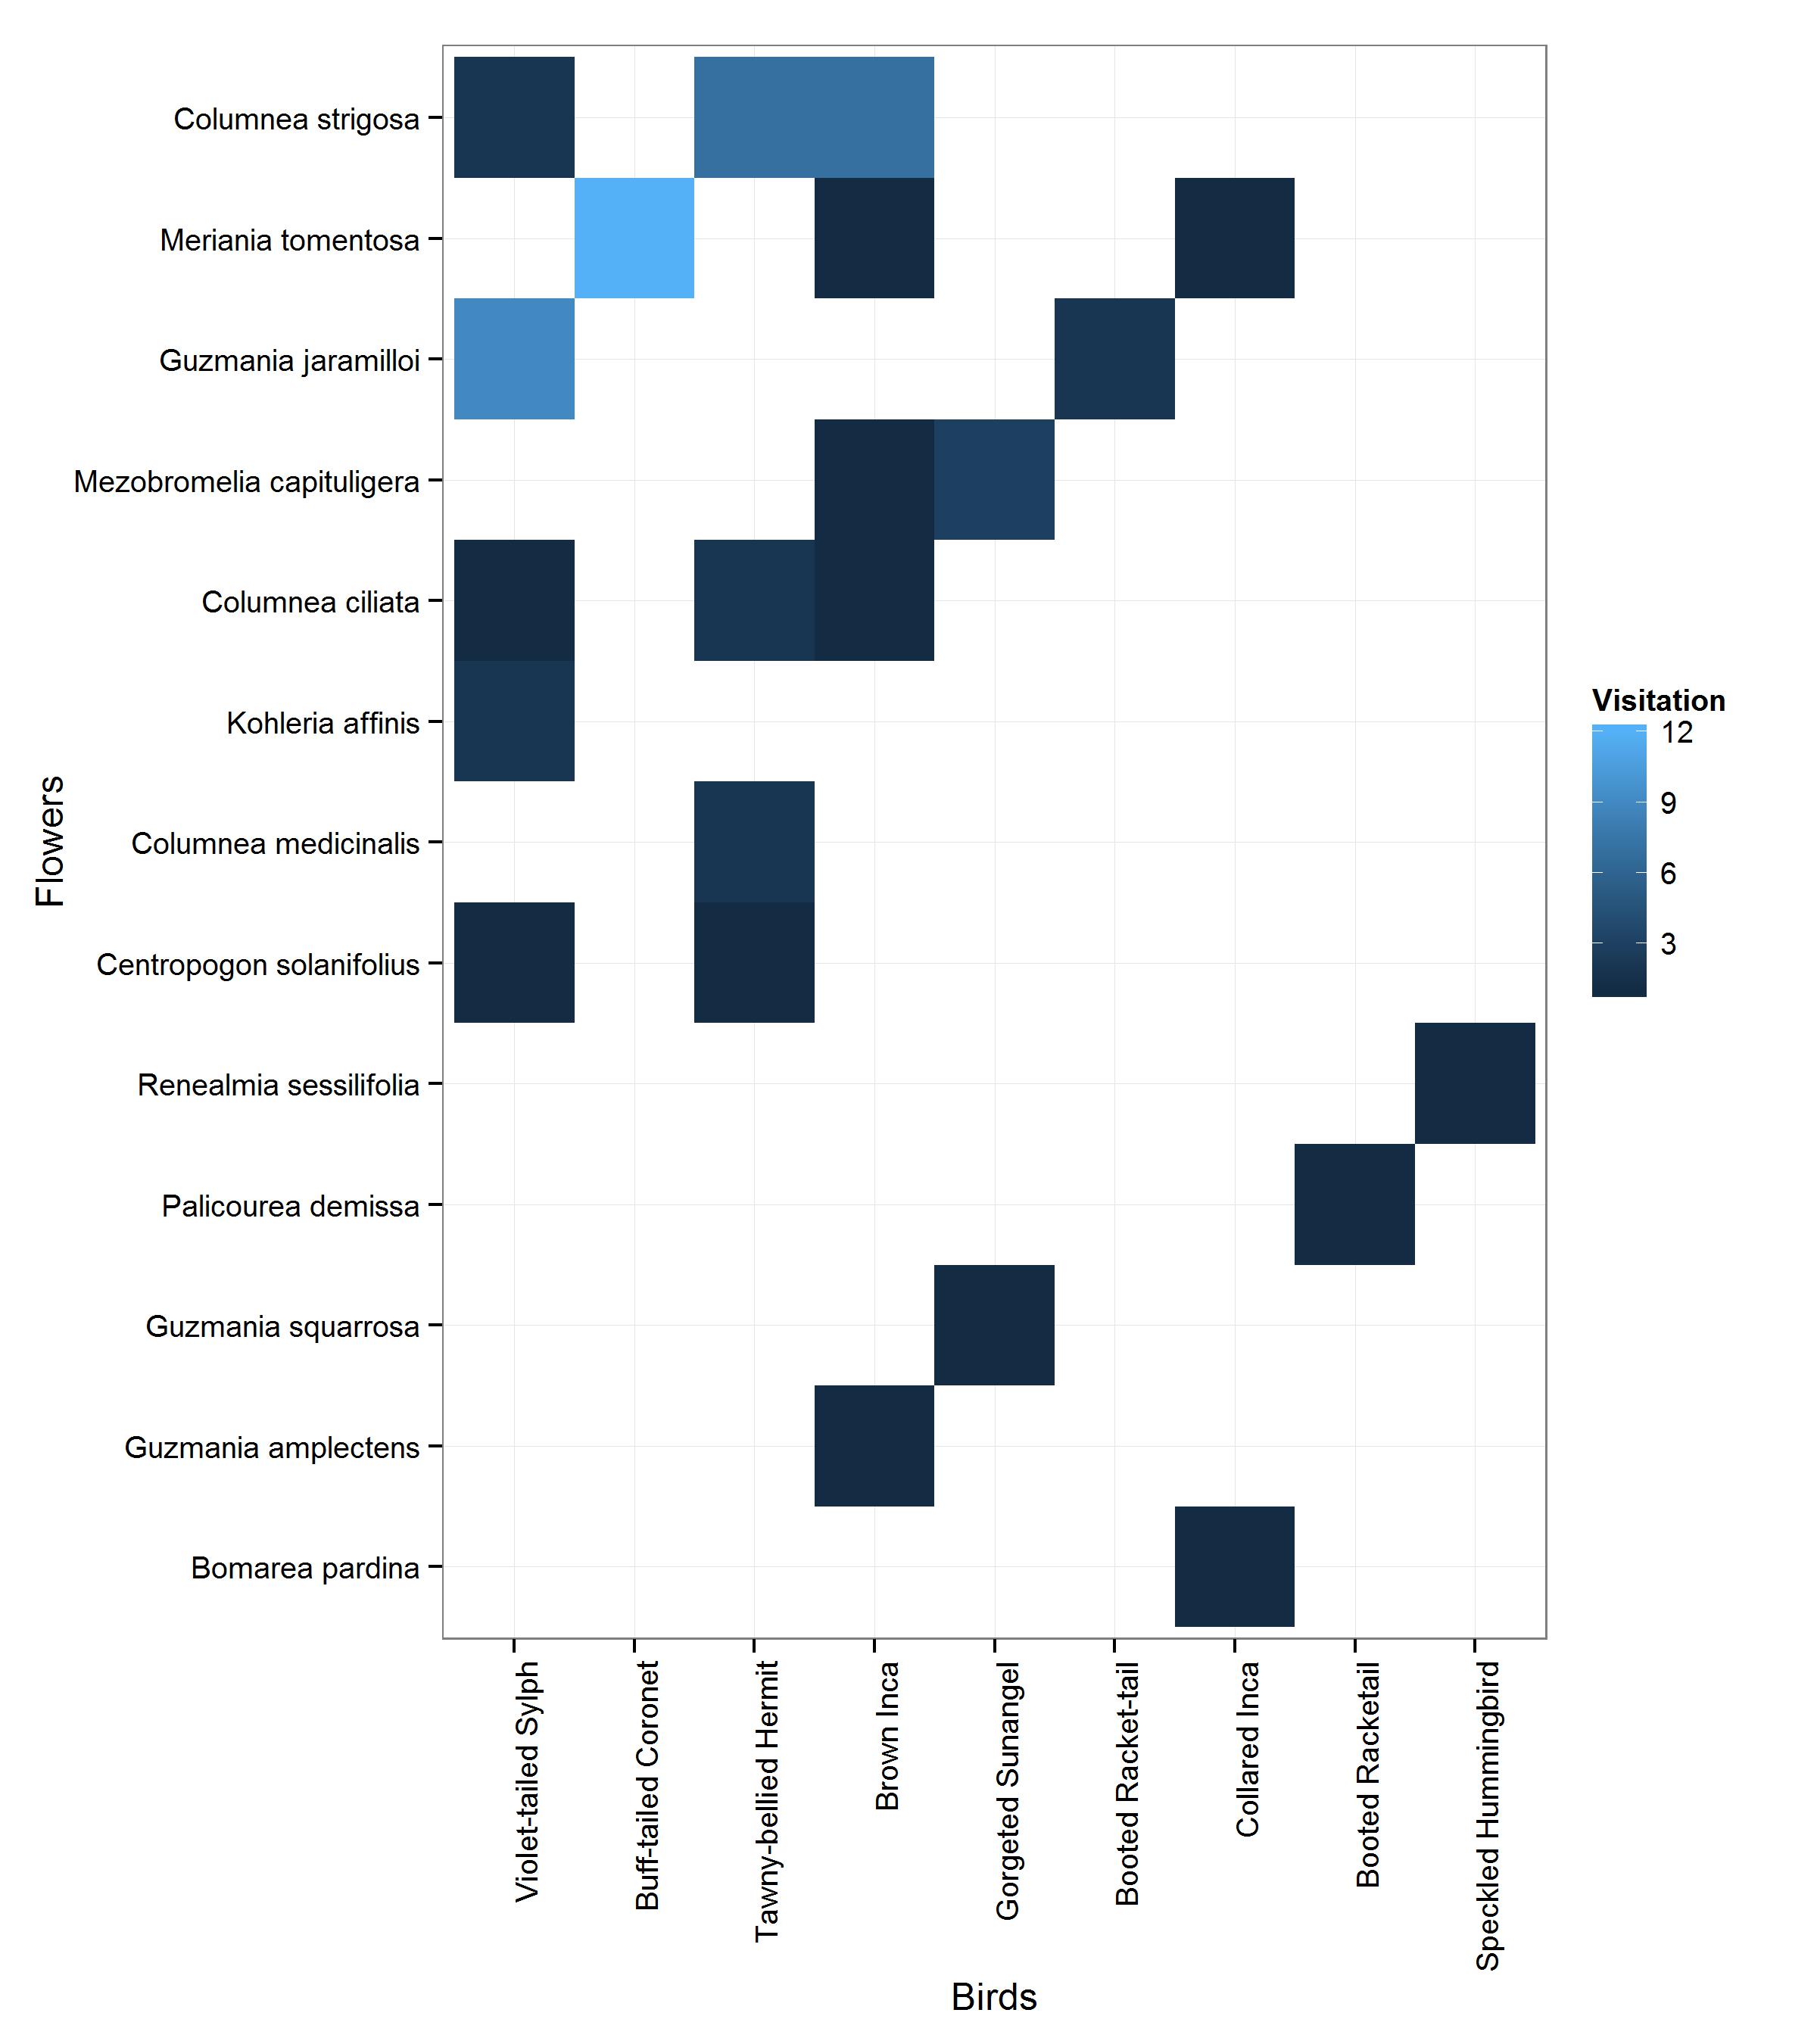 Columnea strigosa
Meriania tomentosa
Guzmania jaramilloi
Mezobromelia capituligera
Columnea ciliata
Kohleria affinis
Columnea medicinalis
Centropogon solanifolius
Renealmia sessilifolia
Palicourea demissa
Guzmania squarrosa
Guzmania amplectens
Bomarea pardina
Flowers
Violet-tailed Sylph
Buff-tailed Coronet
Tawny-bellied Hermit
Brown Inca
Gorgeted Sunangel
Booted Racket-tail
Collared Inca
Booted Racketail
Speckled Hummingbird
Birds
Visitation
12
9
6
3